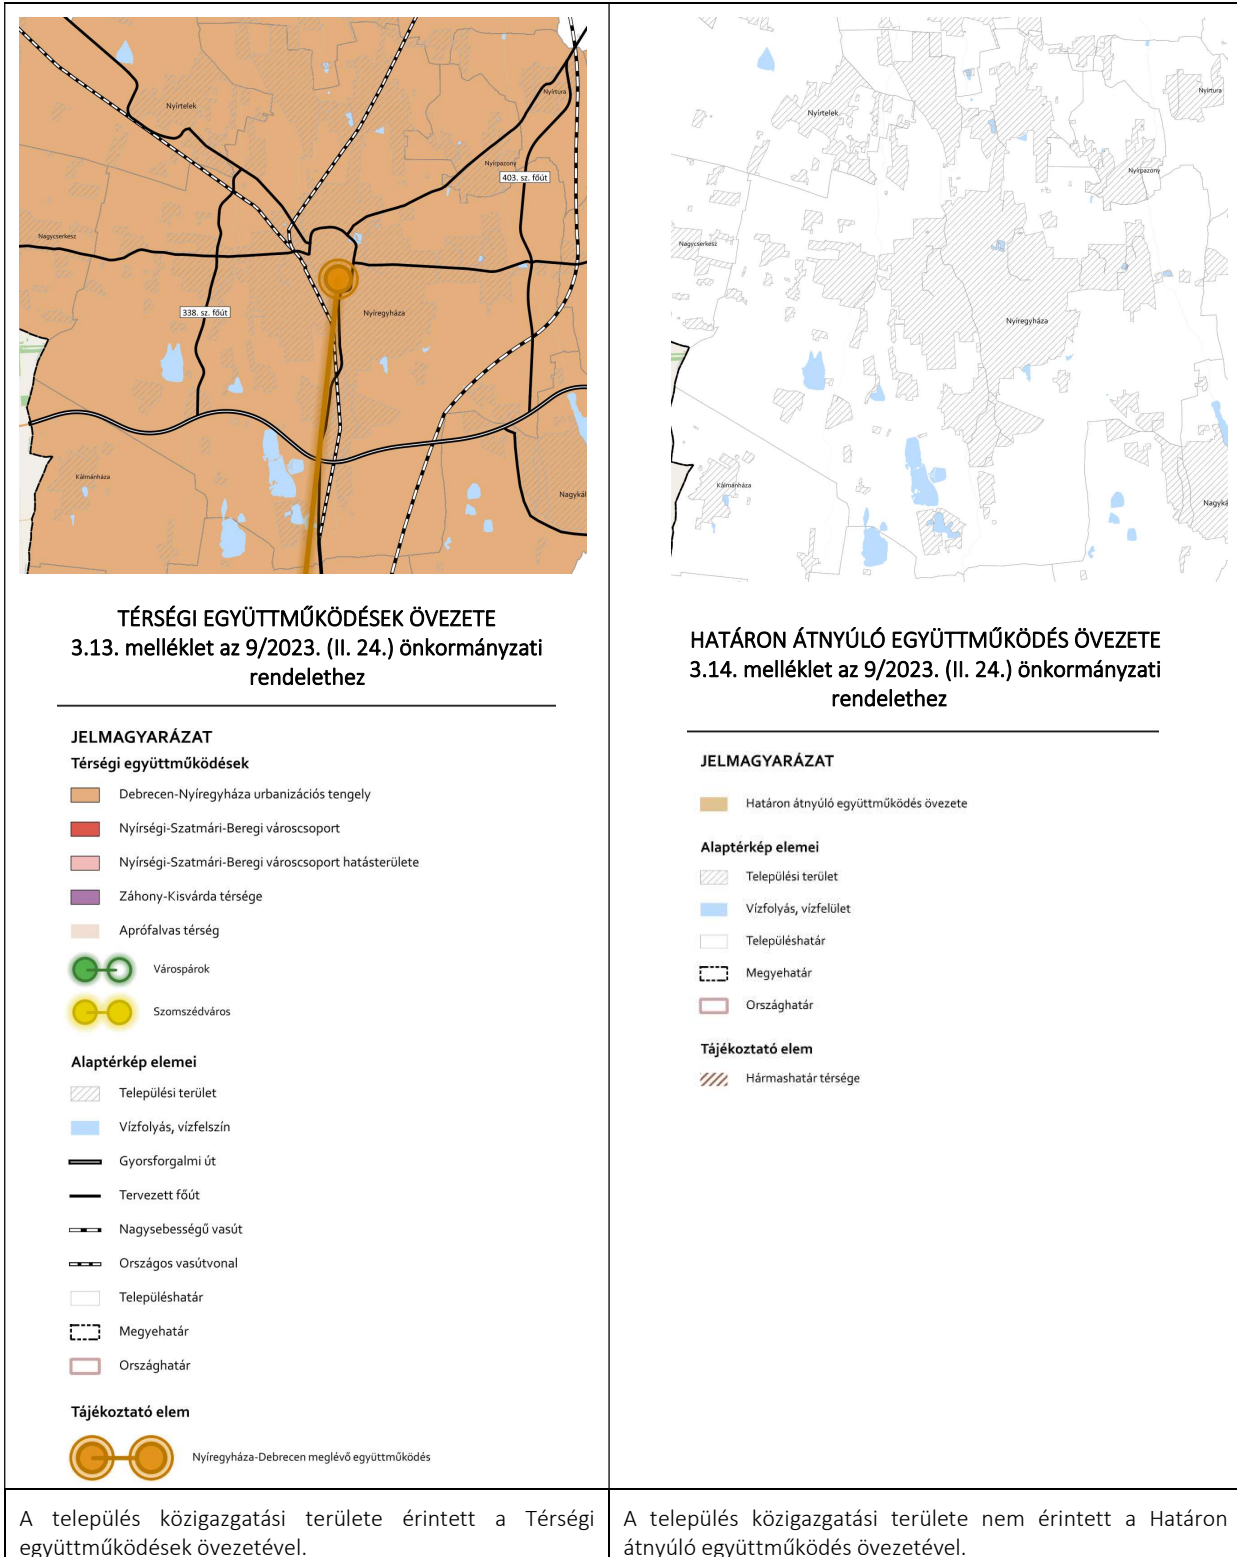 Nyírtelek
Nyírtura
Nyírpazony
403. sz. főút
Nagycserkesz
338. sz. főút
Nyíregyháza
Kálmánháza
Nagykál
TÉRSÉGI EGYÜTTMŰKÖDÉSEK ÖVEZETE
3.13. melléklet az 9/2023. (II. 24.) önkormányzati
rendelethez
JELMAGYARÁZAT
Térségi együttműködések
Debrecen-Nyíregyháza urbanizációs tengely
Nyírségi-Szatmári-Beregi városcsoport
Nyírségi-Szatmári-Beregi városcsoport hatásterülete
Záhony-Kisvárda térsége
Aprófalvas térség
Várospárok
Szomszédváros
Alaptérkép elemei
Települési terület
Vízfolyás, vízfelszín
Gyorsforgalmi út
Tervezett főút
Nagysebességű vasút
Országos vasútvonal
Településhatár
Megyehatár
Országhatár
Tájékoztató elem
Nyíregyháza-Debrecen meglévő együttműködés
A település közigazgatási területe érintett a Térségi
együttműködések övezetével.
Nyírtelek
Nyírtura
Nyírpazony
Nagycserkesz
Nyíregyháza
Kálmánháza
Nagyká
HATÁRON ÁTNYÚLÓ EGYÜTTMŰKÖDÉS ÖVEZETE
3.14. melléklet az 9/2023. (II. 24.) önkormányzati
rendelethez
JELMAGYARÁZAT
Határon átnyúló együttműködés övezete
Alaptérkép elemei
Települési terület
Vízfolyás, vízfelület
Településhatár
Megyehatár
Országhatár
Tájékoztató elem
Hármashatár térsége
A település közigazgatási területe nem érintett a Határon
átnyúló együttműködés övezetével.